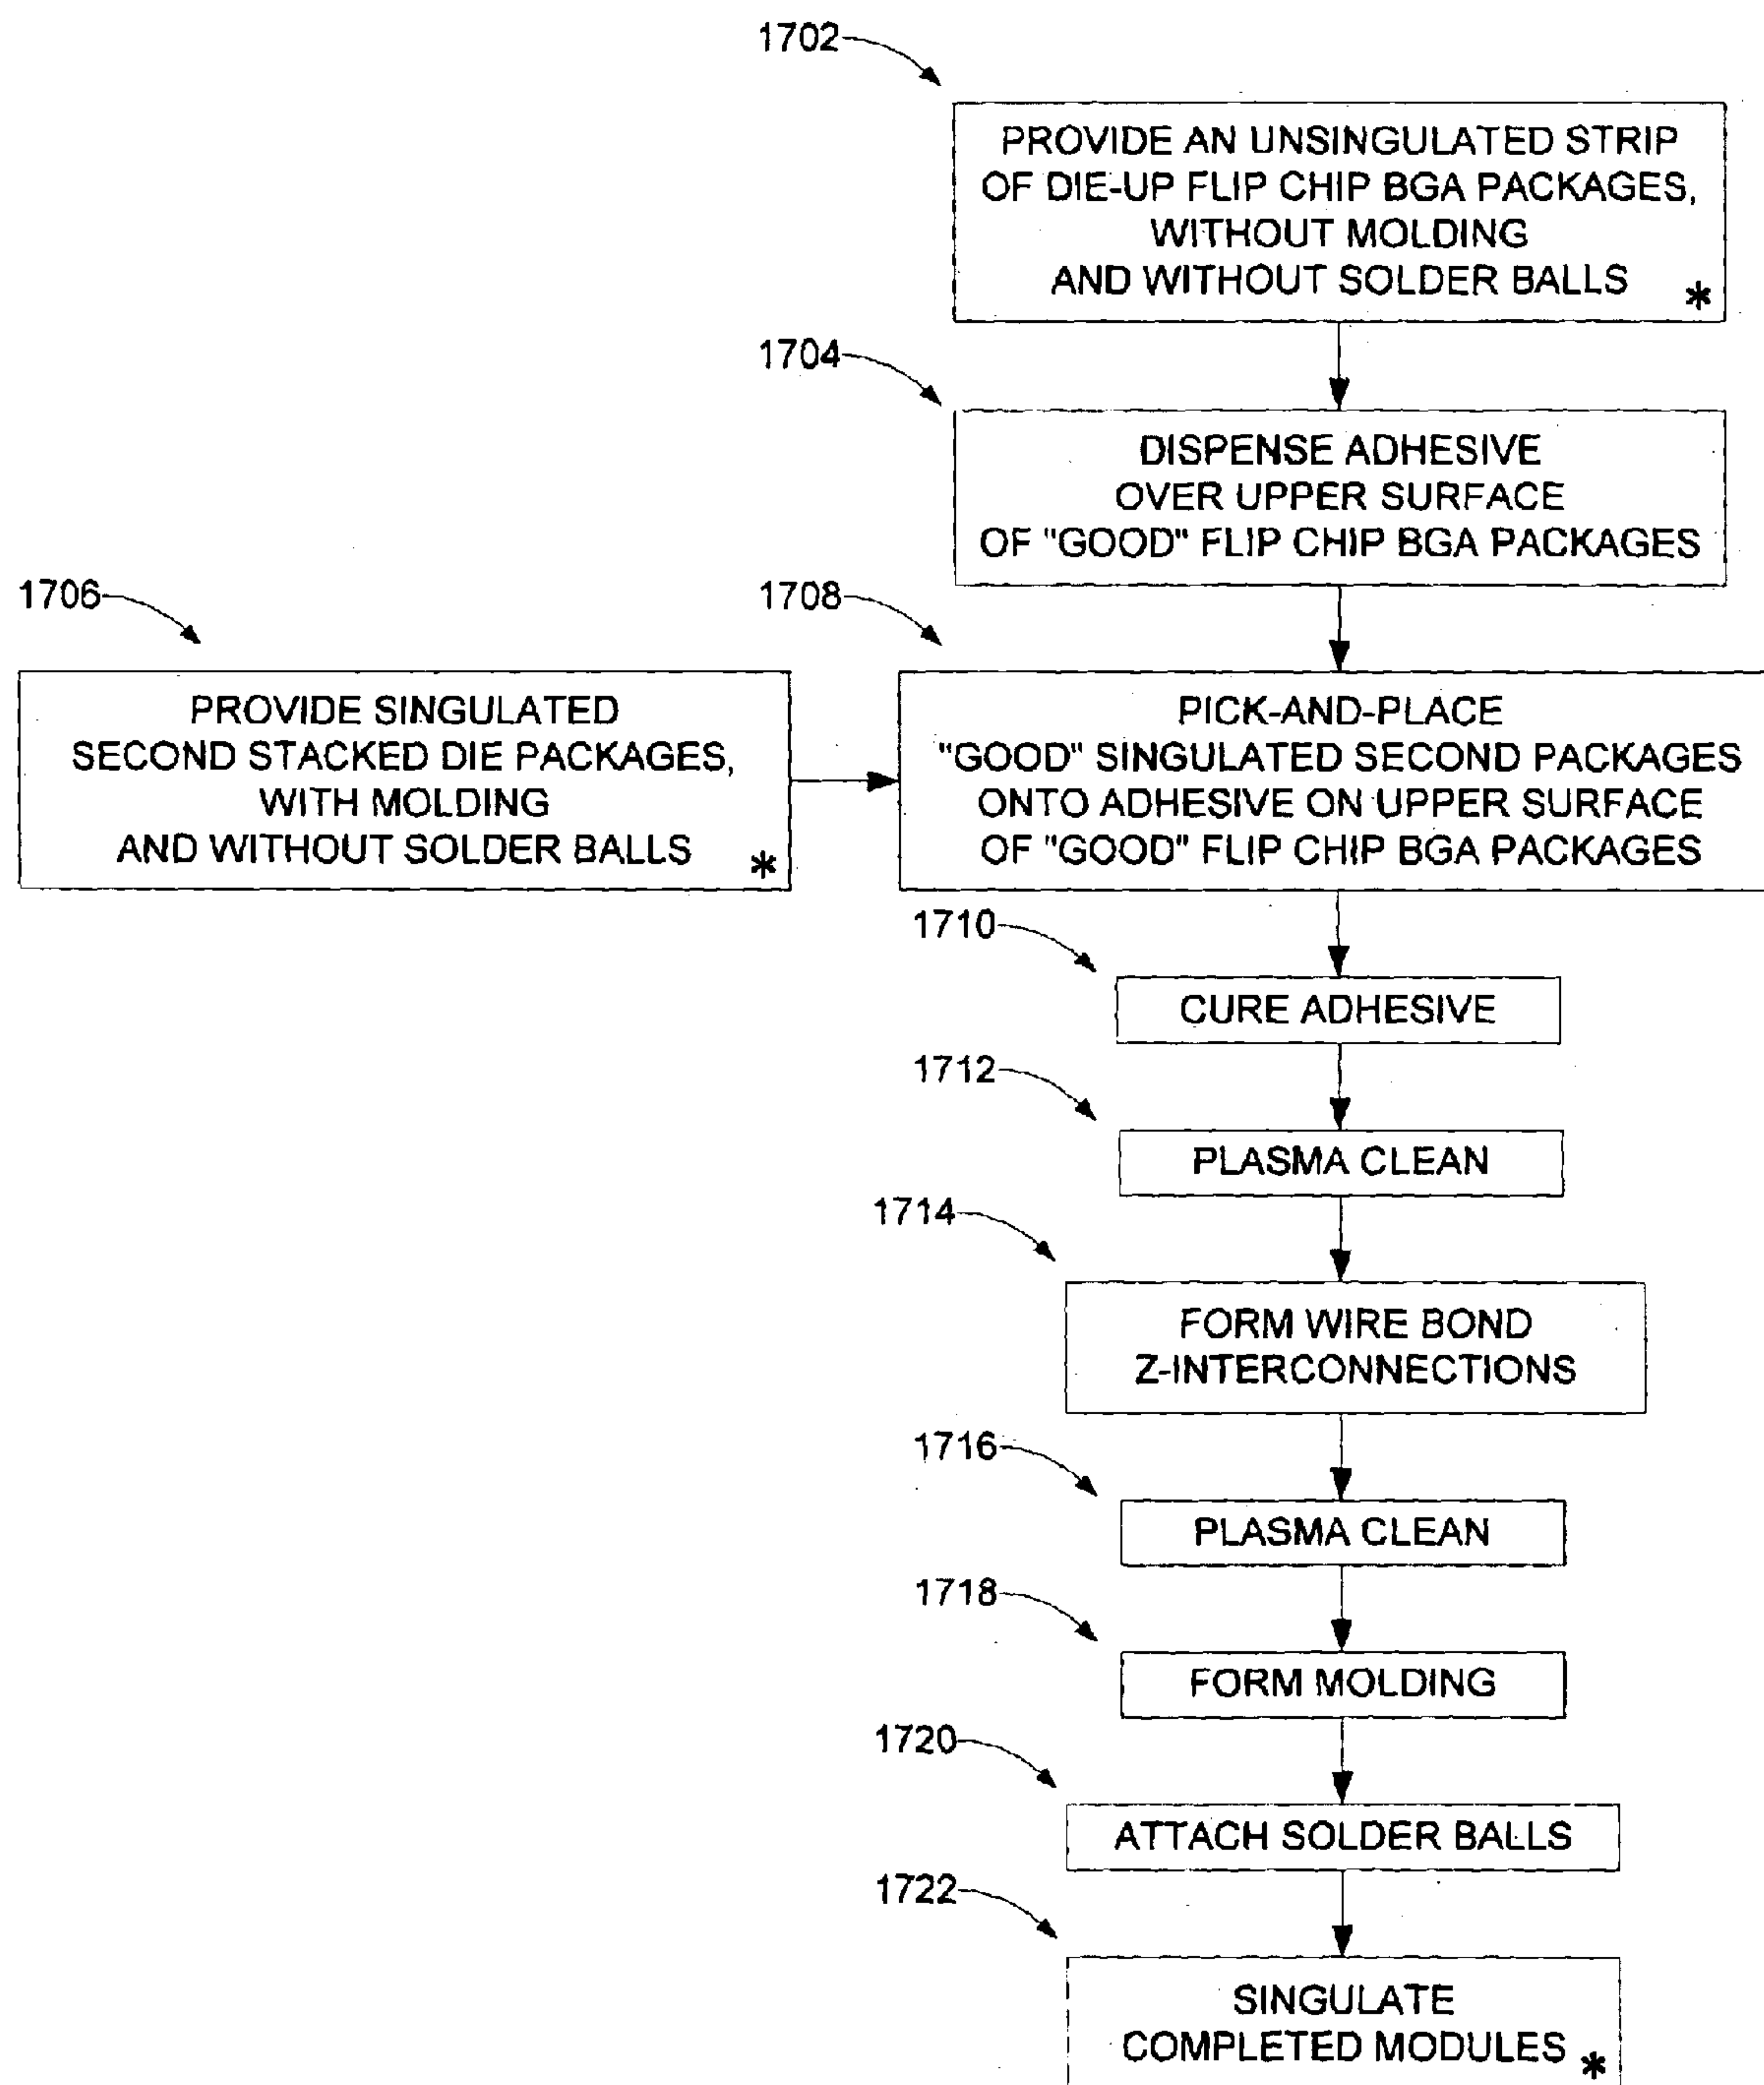 1702
PROVIDE AN UNSINGULATED STRIP
OF DIE-UP FLIP CHIP BGA PACKAGES,
WITHOUT MOLDING
AND WITHOUT SOLDER BALLS *
1704
DISPENSE ADHESIVE
OVER UPPER SURFACE
OF "GOOD" FLIP CHIP BGA PACKAGES
1706
PROVIDE SINGULATED
SECOND STACKED DIE PACKAGES,
WITH MOLDING
AND WITHOUT SOLDER BALLS *
1708
PICK-AND-PLACE
"GOOD" SINGULATED SECOND PACKAGES
ONTO ADHESIVE ON UPPER SURFACE
OF "GOOD" FLIP CHIP BGA PACKAGES
1710
CURE ADHESIVE
1712
PLASMA CLEAN
1714
FORM WIRE BOND
Z-INTERCONNECTIONS
1716
PLASMA CLEAN
1718
FORM MOLDING
1720
ATTACH SOLDER BALLS
1722
SINGULATE
COMPLETED MODULES *